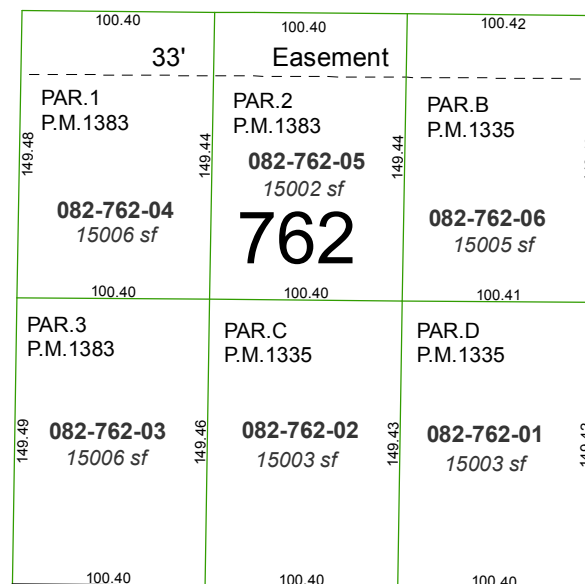 100.40 100.40 100.42
33' Easement
PAR.1
P.M.1383
PAR.2
P.M.1383
PAR.B
P.M.1335
149.48
149.44
149.44
082-762-04
15006 sf
082-762-05
15002 sf
762
082-762-06
15005 sf
100.40 100.40 100.41
PAR.3
P.M.1383
PAR.C
P.M.1335
PAR.D
P.M.1335
149.49
149.46
149.43
082-762-03
15006 sf
082-762-02
15003 sf
082-762-01
15003 sf
100.40 100.40 100.40